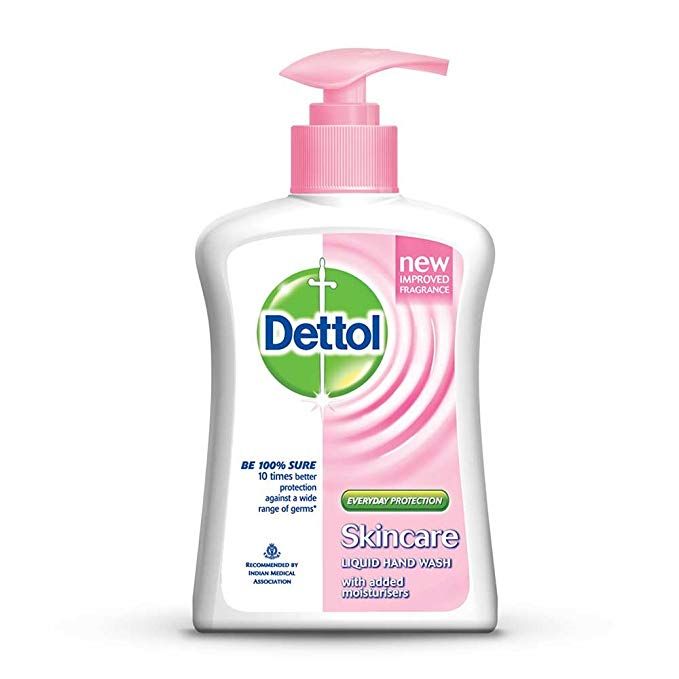 new
IMPROVED
FRAGRANCE
Dettol
BE 100% SURE
10 times better
protection
against a wide
range of germs*
EVERYDAY PROTECTION
Skincare
LIQUID HAND WASH
with added
moisturisers
RECOMMENDED BY
INDIAN MEDICAL
ASSOCIATION